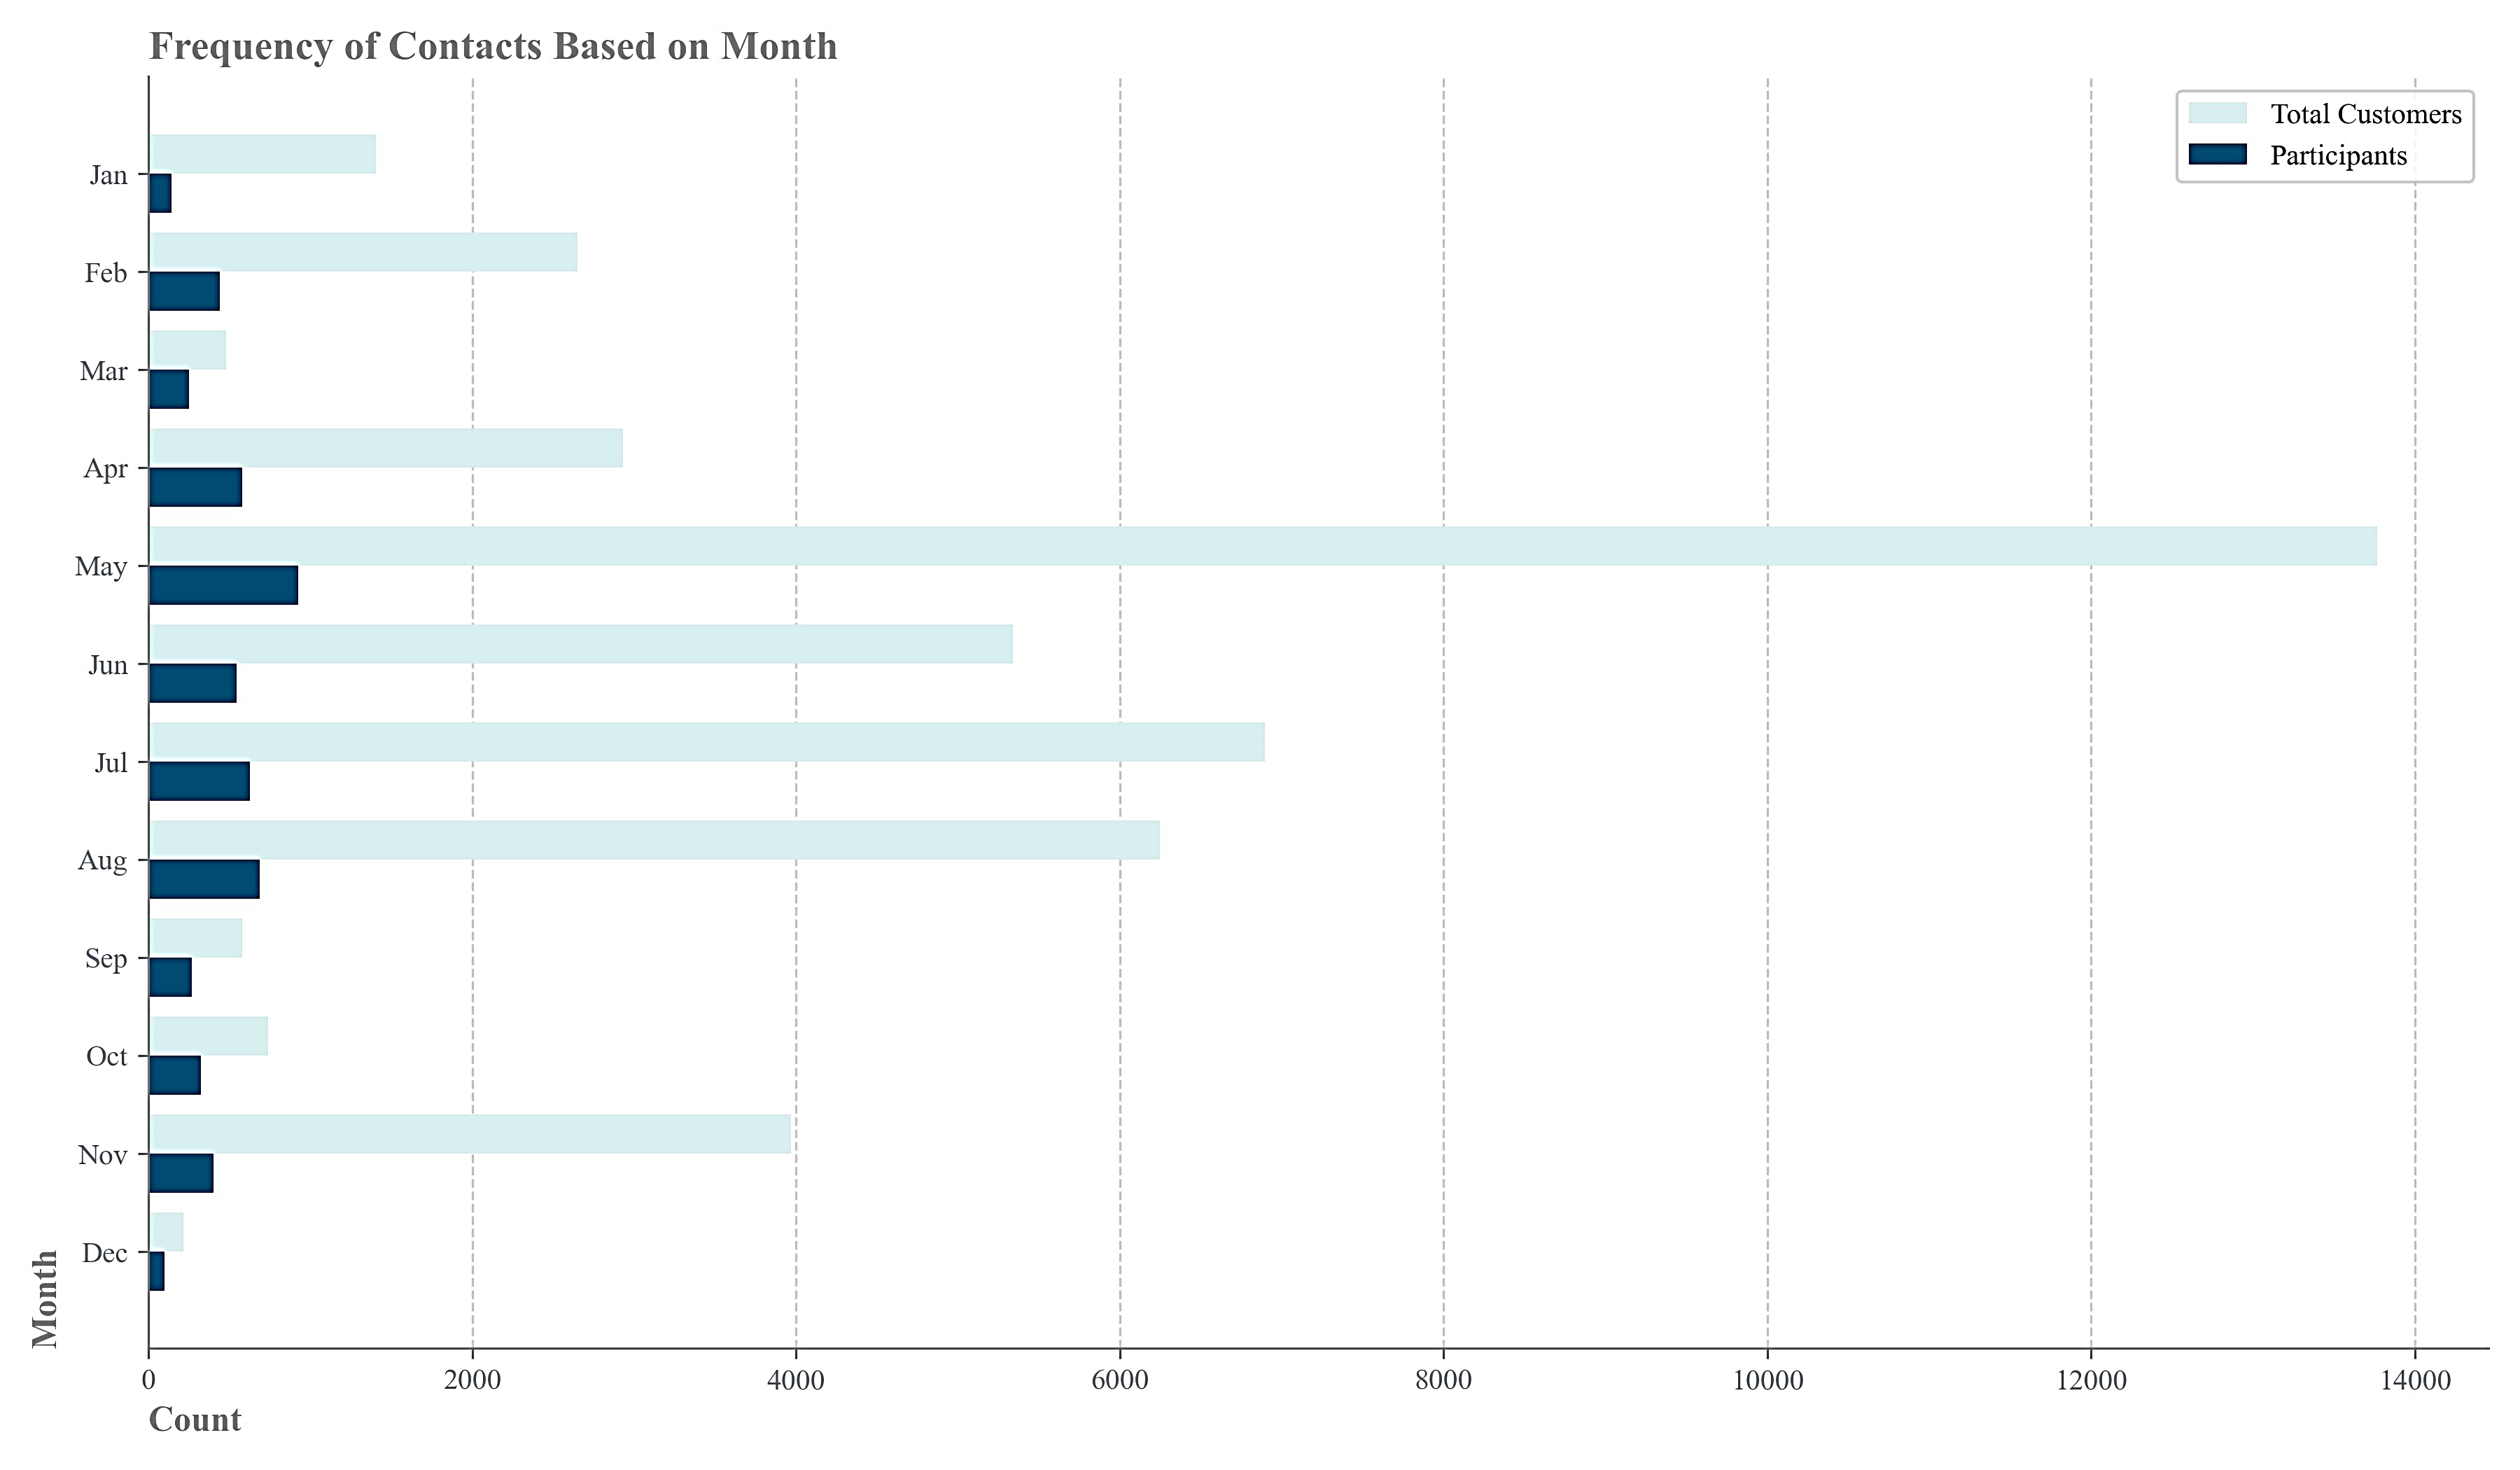 Frequency of Contacts Based on Month
Total Customers
Participants
Jan
Feb
Mar
Apr
May
Jun
Jul
Aug
Sep
Oct
Nov
Dec
Month
0 2000 4000 6000 8000 10000 12000 14000
Count